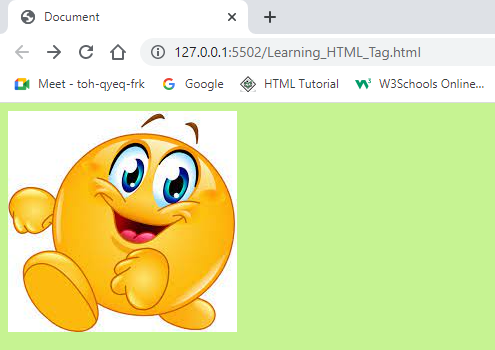 Document
127.0.0.1:5502/Learning_HTML_Tag.html
Meet - toh-qyeq-frk Google HTML Tutorial W3Schools Online...